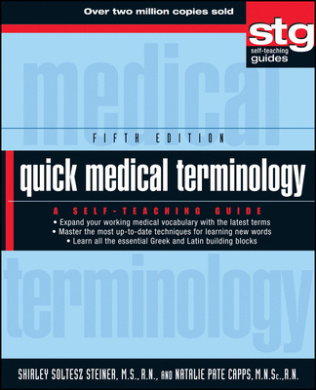 Over two million copies sold
stg
self-teaching
guides
medical
FIFTH EDITION
quick medical terminology
A SELF-TEACHING GUIDE
• Expand your working medical vocabulary with the latest terms
• Master the most up-to-date techniques for learning new words
• Learn all the essential Greek and Latin building blocks
terminology
SHIRLEY SOLTESZ STEINER, M.S., R.N., AND NATALIE PATE CAPPS, M.N.Sc., R.N.